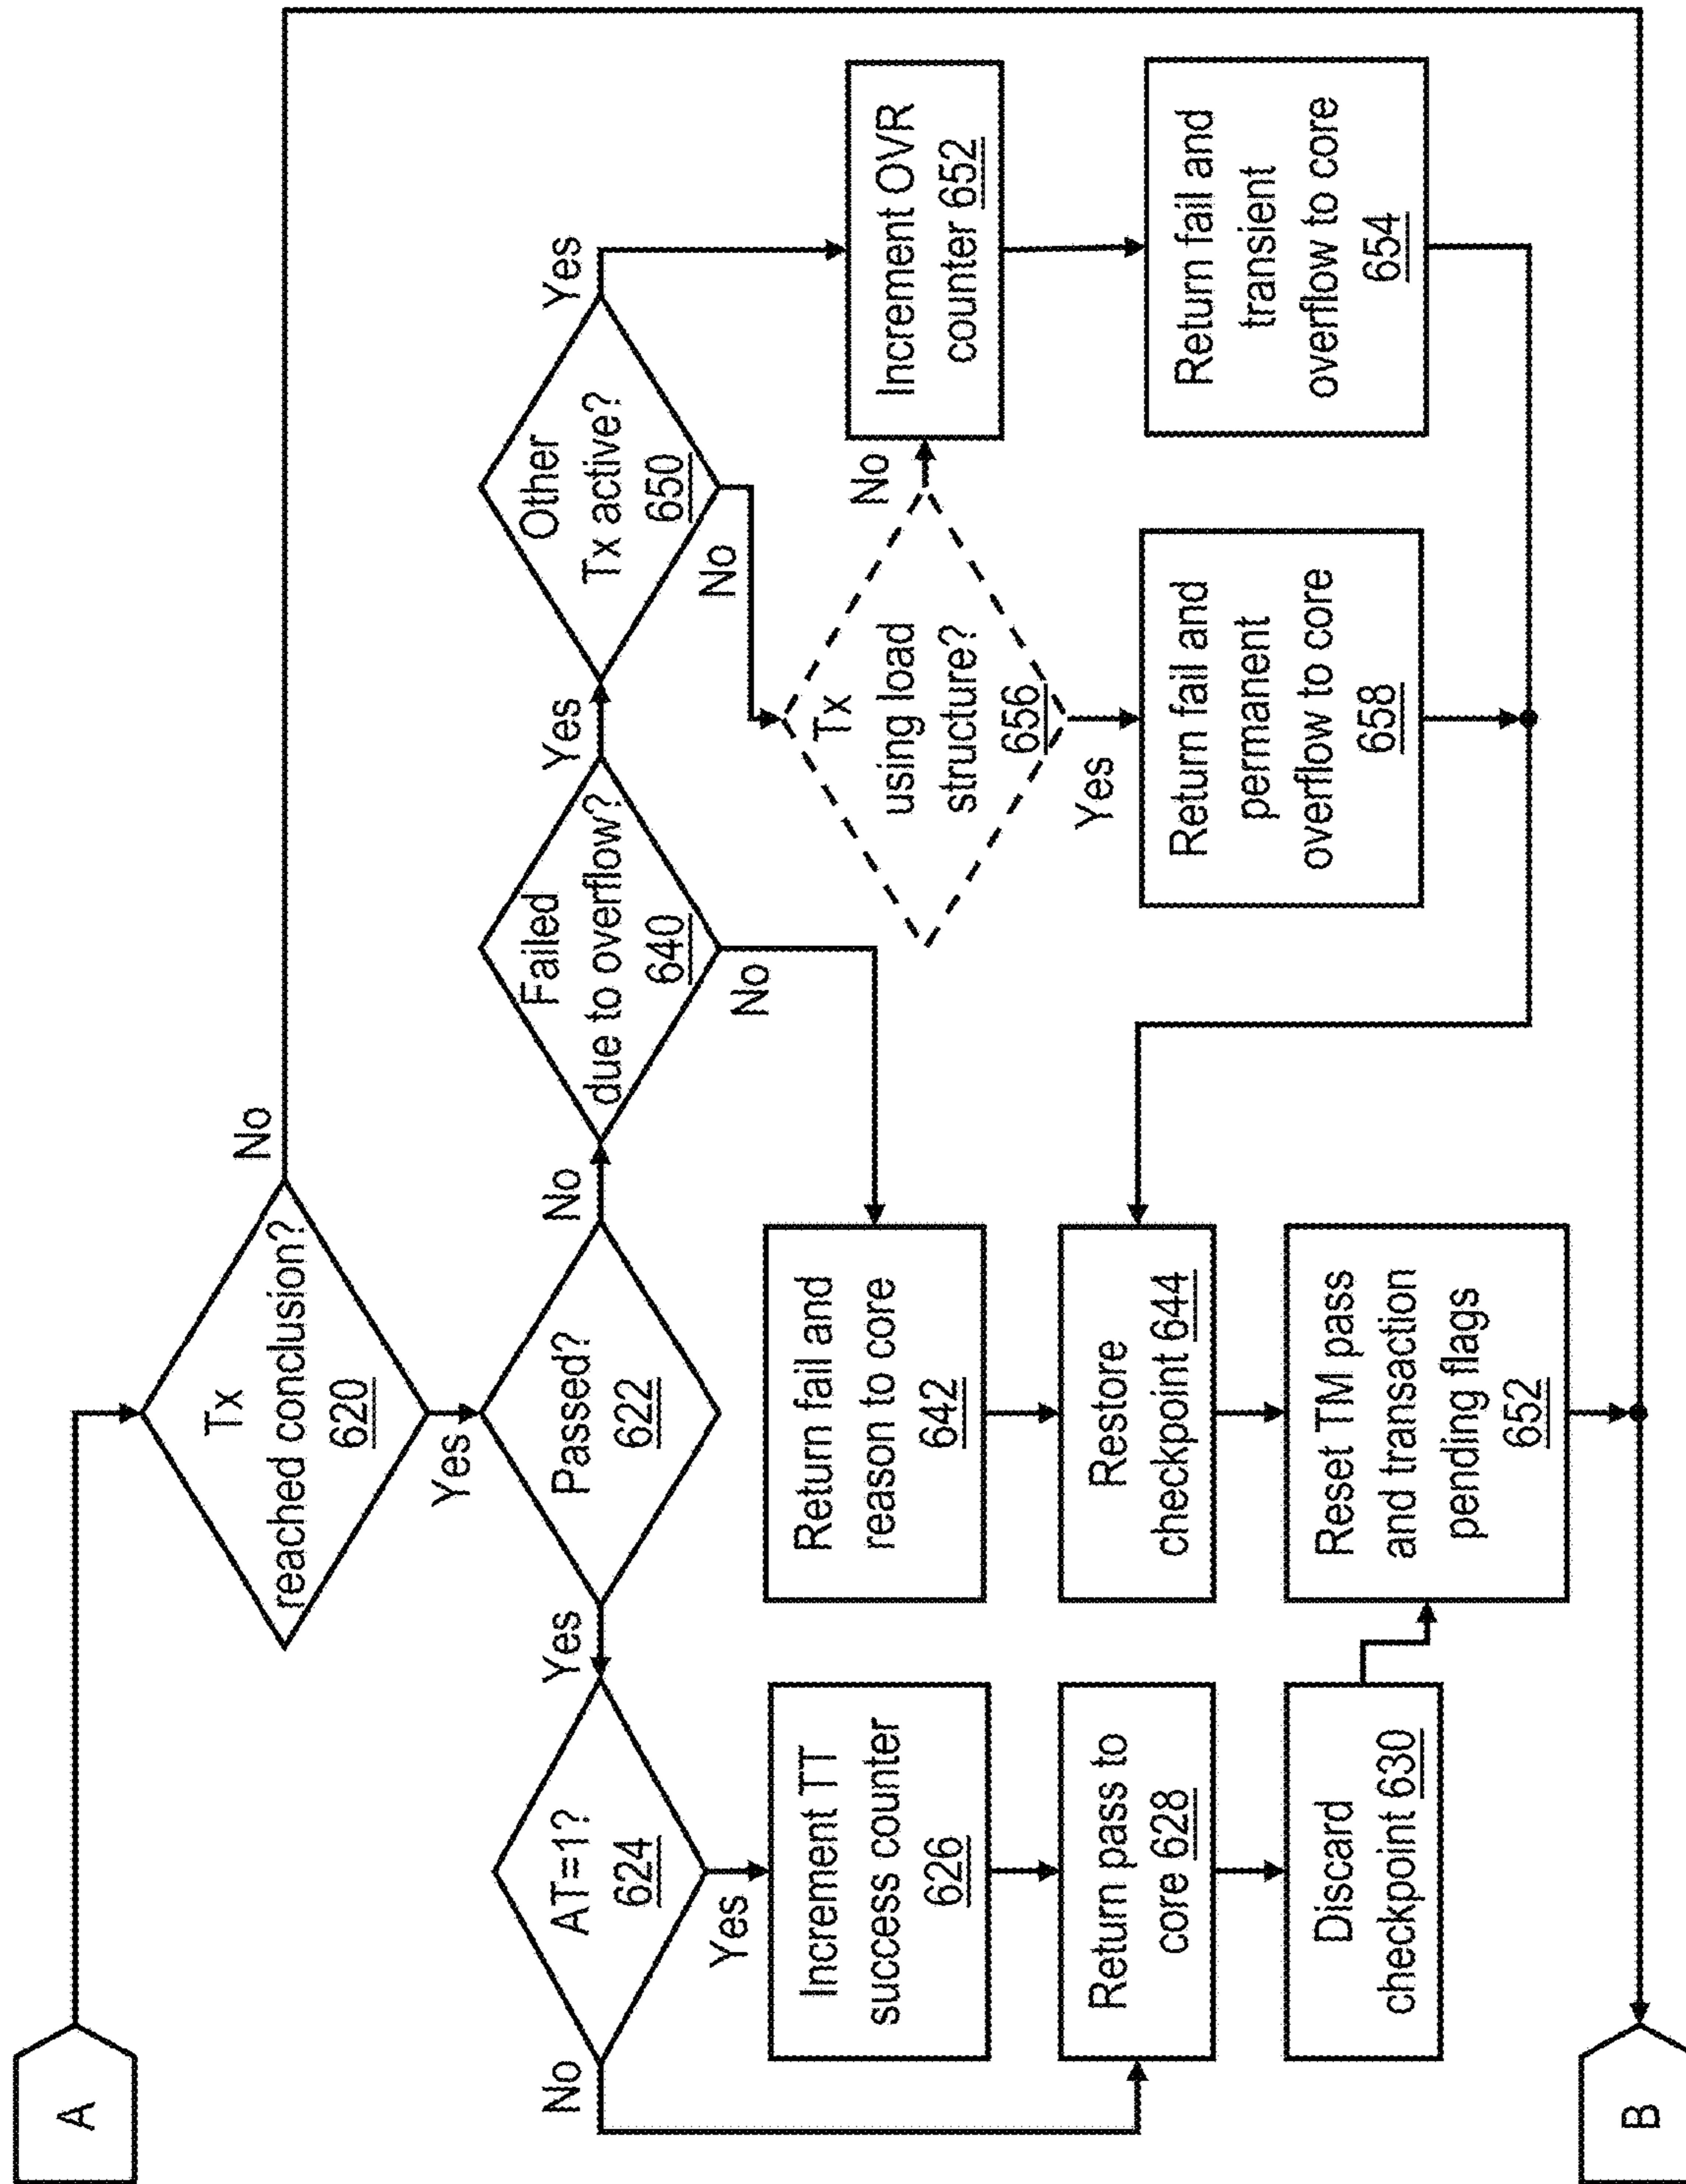 A
Tx
reached conclusion?
620
No
Yes
Passed?
622
Yes
No
AT=1?
624
No
Yes
Increment TT
success counter
626
Return pass to
core 628
Discard
checkpoint 630
Failed
due to overflow?
640
Yes
No
Return fail and
reason to core
642
Restore
checkpoint 644
Reset TM pass
and transaction
pending flags
652
Other
Tx active?
650
Yes
No
Tx
using load
structure?
656
No
Yes
Increment OVR
counter 652
Return fail and
transient
overflow to core
654
Return fail and
permanent
overflow to core
658
B